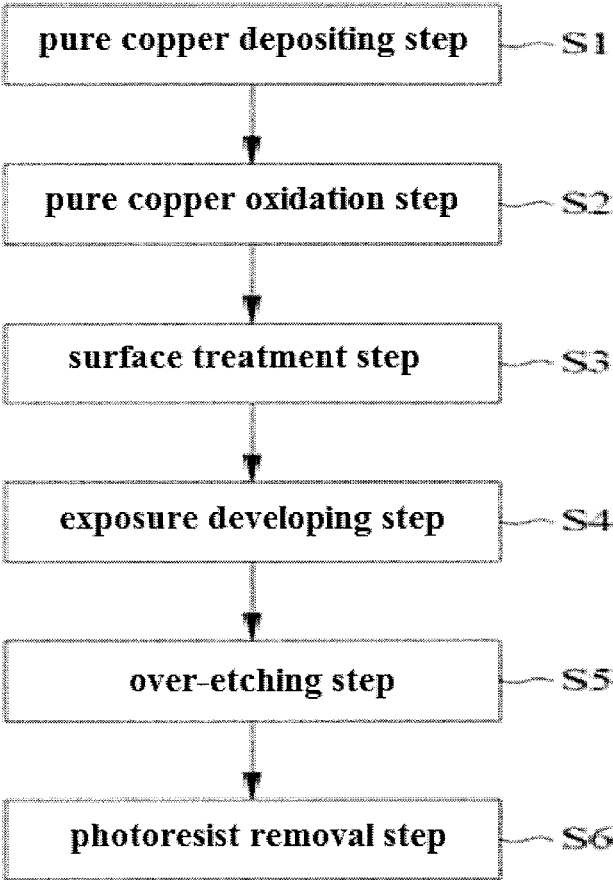 pure copper depositing step S1
pure copper oxidation step S2
surface treatment step S3
exposure developing step S4
over-etching step S5
photoresist removal step S6